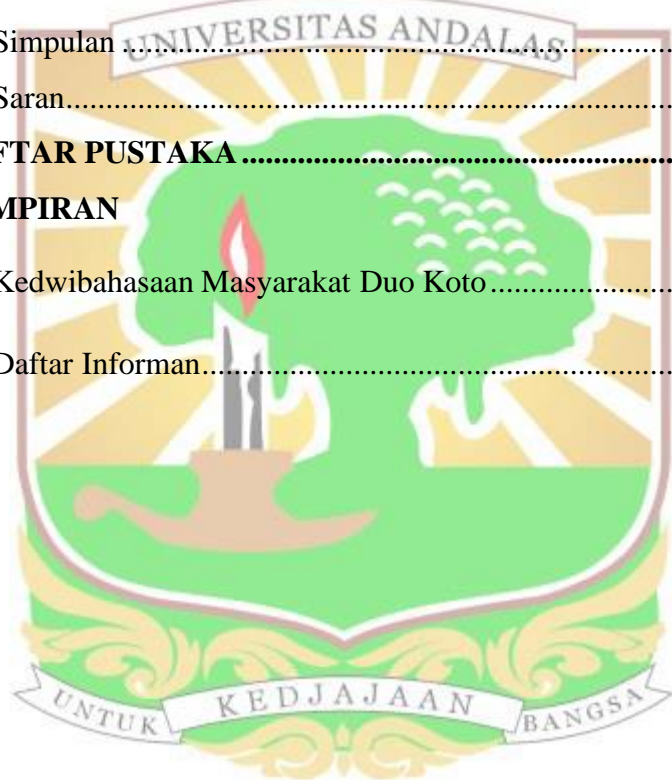 Simpulan ........................................................
UNIVERSITAS ANDALAS
Saran........................................................
FTAR PUSTAKA ........................................................
MPIRAN
Kedwibahasaan Masyarakat Duo Koto ........................
Daftar Informan........................................................
UNTUK KEDJAJAAN BANGSA